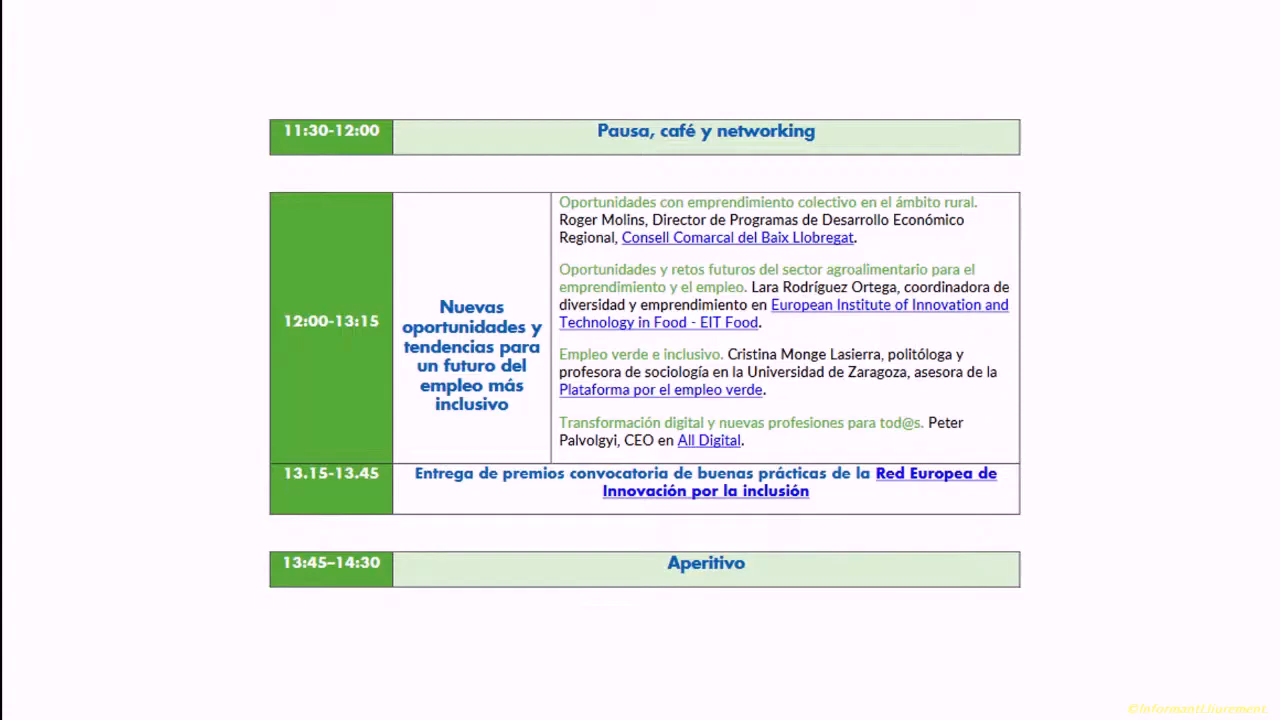 11:30-12:00
Pausa, café y networking
12:00-13:15
Nuevas
oportunidades y
tendencias para
un futuro del
empleo más
inclusivo
Oportunidades con emprendimiento colectivo en el ámbito rural.
Roger Molins, Director de Programas de Desarrollo Económico
Regional, Consell Comarcal del Baix Llobregat.
Oportunidades y retos futuros del sector agroalimentario para el
emprendimiento y el empleo. Lara Rodríguez Ortega, coordinadora de
diversidad y emprendimiento en European Institute of Innovation and
Technology in Food - EIT Food.
Empleo verde e inclusivo. Cristina Monge Lasierra, politóloga y
profesora de sociología en la Universidad de Zaragoza, asesora de la
Plataforma por el empleo verde.
Transformación digital y nuevas profesiones para tod@s. Peter
Palvolgyi, CEO en All Digital.
13.15-13.45
Entrega de premios convocatoria de buenas prácticas de la Red Europea de
Innovación por la inclusión
13:45–14:30
Aperitivo
©InformantLliurement